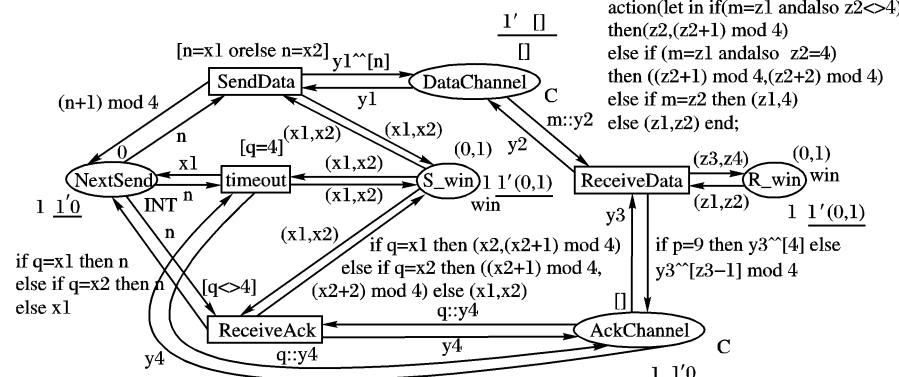 action(let in if(m=z1 andalso z2<>4)
then(z2,(z2+1) mod 4)
else if (m=z1 andalso z2=4)
then ((z2+1) mod 4,(z2+2) mod 4)
else if m=z2 then (z1,4)
else (z1,z2) end;
1′ []
[]
[n=x1 orelse n=x2]
y1^^[n]
SendData
DataChannel
y1
C
(n+1) mod 4
m::y2
n
(x1,x2)
(x1,x2)
y2
0
[q=4]
(0,1)
(z3,z4)
(0,1)
x1
(x1,x2)
NextSend
timeout
S_win
1 1′(0,1)
ReceiveData
R_win
win
INT
n
(x1,x2)
win
(z1,z2)
1 1′0
1 1′(0,1)
y3
n
(x1,x2)
if q=x1 then (x2,(x2+1) mod 4)
else if q=x2 then ((x2+1) mod 4,
(x2+2) mod 4) else (x1,x2)
if p=9 then y3^^[4] else
y3^^[z3−1] mod 4
if q=x1 then n
else if q=x2 then n
else x1
[q<>4]
[]
q::y4
ReceiveAck
AckChannel
y4
q::y4
y4
C
1 1′0